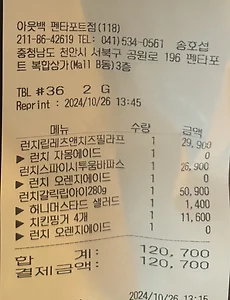 아웃백 펜타포트점(118)
211-86-42619 TEL: 041)534-0561 송호섭
충청남도 천안시 서북구 공원로 196 펜타포
트 복합상가(Mall B동)3층
TBL #36 2 G
Reprint : 2024/10/26 13:45
메뉴 수량 금액
런치립레츠앤치즈필라프 1 29,900
▶ 런치 자몽에이드 1 0
런치스파이시투움바파스 1 26,900
▶ 런치 오렌지에이드 1 0
런치갈릭립아이280g 1 50,900
▶ 허니머스타드 샐러드 1 1,400
▶ 치킨핑거 4개 1 11,600
▶ 런치 오렌지에이드 1 0
합 계: 120,700
결제금액: 120,700
2024/10/26 13:15